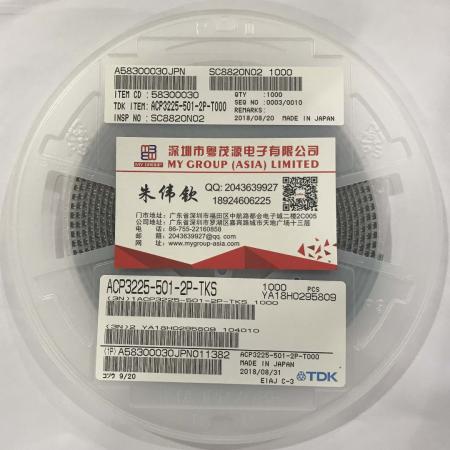 A58300030JPN SC8820N02 1000
ITEM CD : 58300030 QTY : 1000
TDK ITEM: ACP3225-501-2P-T000 SEQ NO : 0003/0010
INSP NO : SC8820N02 2018/08/20 MADE IN JAPAN
MY GROUP
深圳市粤茂源电子有限公司
MY GROUP (ASIA) LIMITED
朱伟钦
QQ: 2043639927
18924606225
门市地址：广东省深圳市福田区中航路都会电子城二楼2C005
公司地址：广东省深圳市罗湖区嘉宾路城市天地广场十三层
电 话：86-755-22160858
邮 箱：2043639927@qq.com
网 址：www.mygroup-asia.com
ACP3225-501-2P-TKS 1000 PCS
YA18H0295809
(3N)1ACP3225-501-2P-TKS 1000
(3N)2 YA18H0295809 104010
(1P)A58300030JPN011382
ACP3225-501-2P-T000
MADE IN JAPAN
2018/08/31
コソウ 9/20
EIAJ C-3 TDK